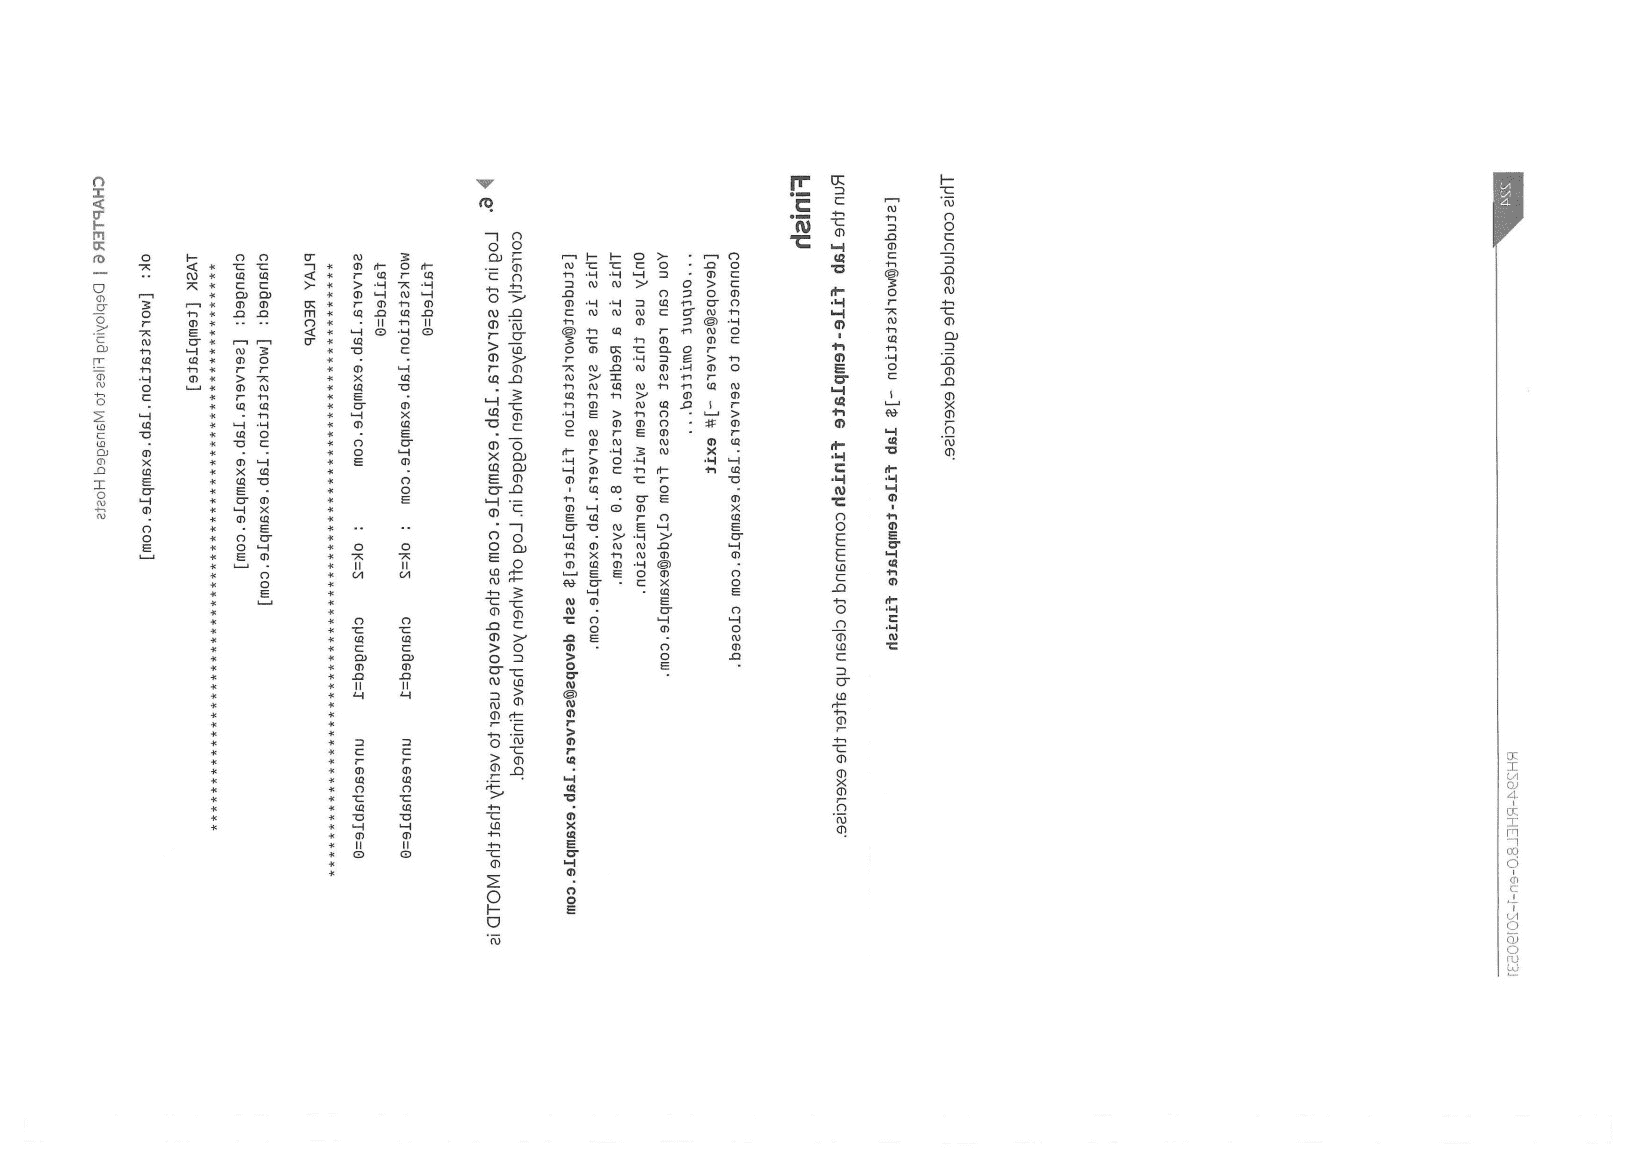 CHAPTER 6 | Deploying Files to Managed Hosts
ok: [workstation.lab.example.com]
TASK [template]
************************************************************************
changed: [servera.lab.example.com]
changed: [workstation.lab.example.com]
PLAY RECAP
******************************************************************************
servera.lab.example.com : ok=2 changed=1 unreachable=0
failed=0
workstation.lab.example.com : ok=2 changed=1 unreachable=0
failed=0
e. Log in to servera.lab.example.com as the devops user to verify that the MOTD is
correctly displayed when logged in. Log off when you have finished.
[student@workstation file-template]$ ssh devops@servera.lab.example.com
This is the system servera.lab.example.com.
This is a RedHat version 8.0 system.
Only use this system with permission.
You can request access from clyde@example.com.
...output omitted...
[devops@servera ~]# exit
Connection to servera.lab.example.com closed.
Finish
Run the lab file-template finish command to clean up after the exercise.
[student@workstation ~]$ lab file-template finish
This concludes the guided exercise.
224
RH294-RHEL8.0-en-1-20190531